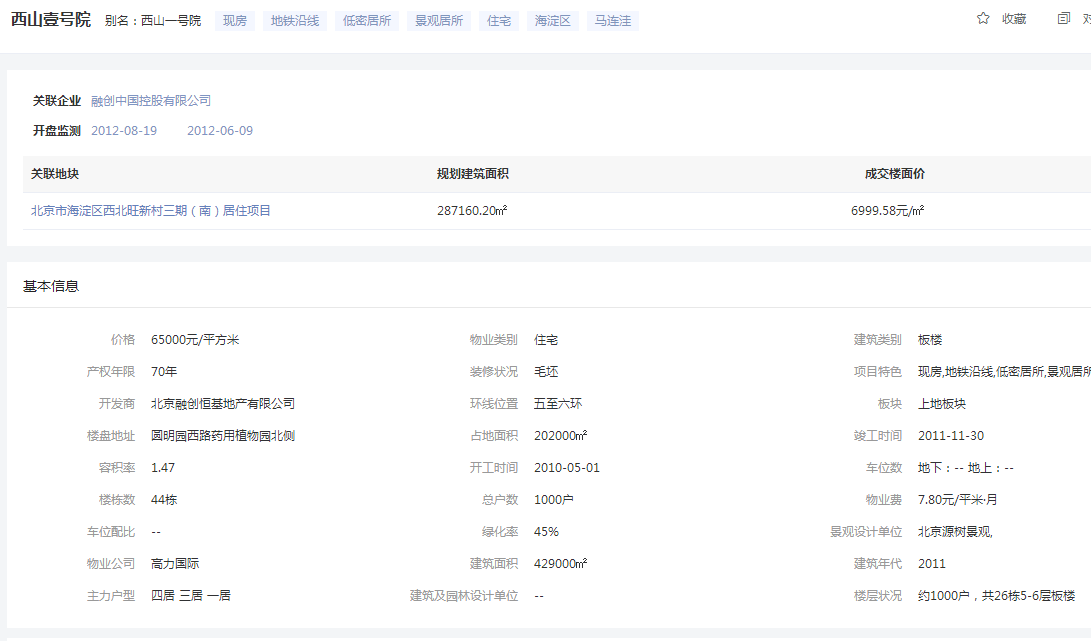 西山壹号院 别名：西山一号院 现房 地铁沿线 低密居所 景观居所 住宅 海淀区 马连洼 收藏
关联企业 融创中国控股有限公司
开盘监测 2012-08-19 2012-06-09
关联地块 规划建筑面积 成交楼面价
北京市海淀区西北旺新村三期（南）居住项目 287160.20㎡ 6999.58元/㎡
基本信息
价格 65000元/平方米 物业类别 住宅 建筑类别 板楼
产权年限 70年 装修状况 毛坯 项目特色 现房,地铁沿线,低密居所,景观居所
开发商 北京融创恒基地产有限公司 环线位置 五至六环 板块 上地板块
楼盘地址 圆明园西路药用植物园北侧 占地面积 202000㎡ 竣工时间 2011-11-30
容积率 1.47 开工时间 2010-05-01 车位数 地下：-- 地上：--
楼栋数 44栋 总户数 1000户 物业费 7.80元/平米·月
车位配比 -- 绿化率 45% 景观设计单位 北京源树景观,
物业公司 高力国际 建筑面积 429000㎡ 建筑年代 2011
主力户型 四居 三居 一居 建筑及园林设计单位 -- 楼层状况 约1000户，共26栋5-6层板楼